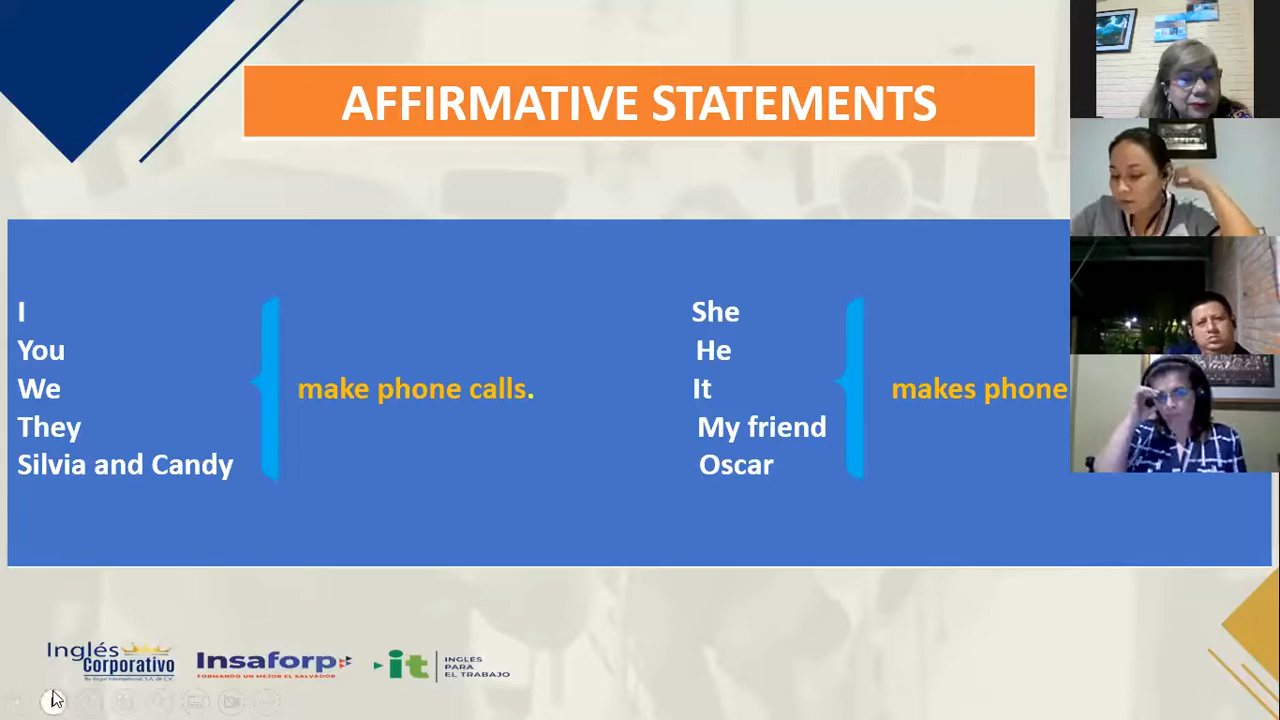 AFFIRMATIVE STATEMENTS
I
You
We
They
Silvia and Candy
make phone calls.
She
He
It
My friend
Oscar
makes phone
Inglés
Corporativo
Insaforp
FORMANDO UN MEJOR EL SALVADOR
it
INGLÉS
PARA
EL TRABAJO